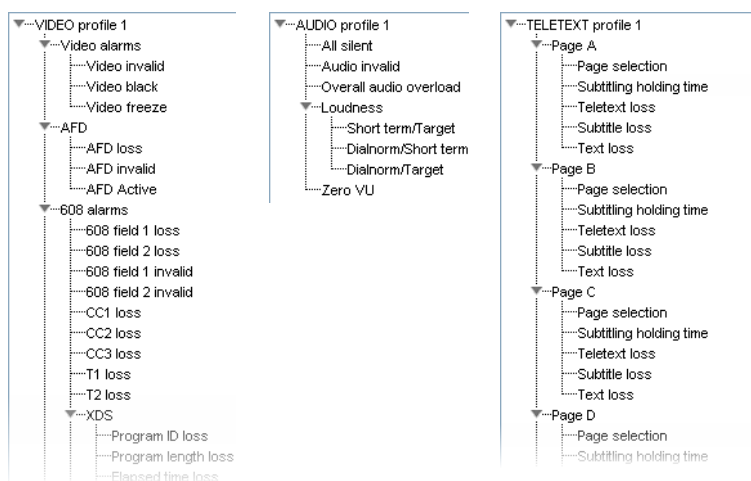 VIDEO profile 1
Video alarms
Video invalid
Video black
Video freeze
AFD
AFD loss
AFD invalid
AFD Active
608 alarms
608 field 1 loss
608 field 2 loss
608 field 1 invalid
608 field 2 invalid
CC1 loss
CC2 loss
CC3 loss
T1 loss
T2 loss
XDS
Program ID loss
Program length loss
Elapsed time loss
AUDIO profile 1
All silent
Audio invalid
Overall audio overload
Loudness
Short term/Target
Dialnorm/Short term
Dialnorm/Target
Zero VU
TELETEXT profile 1
Page A
Page selection
Subtitling holding time
Teletext loss
Subtitle loss
Text loss
Page B
Page selection
Subtitling holding time
Teletext loss
Subtitle loss
Text loss
Page C
Page selection
Subtitling holding time
Teletext loss
Subtitle loss
Text loss
Page D
Page selection
Subtitling holding time